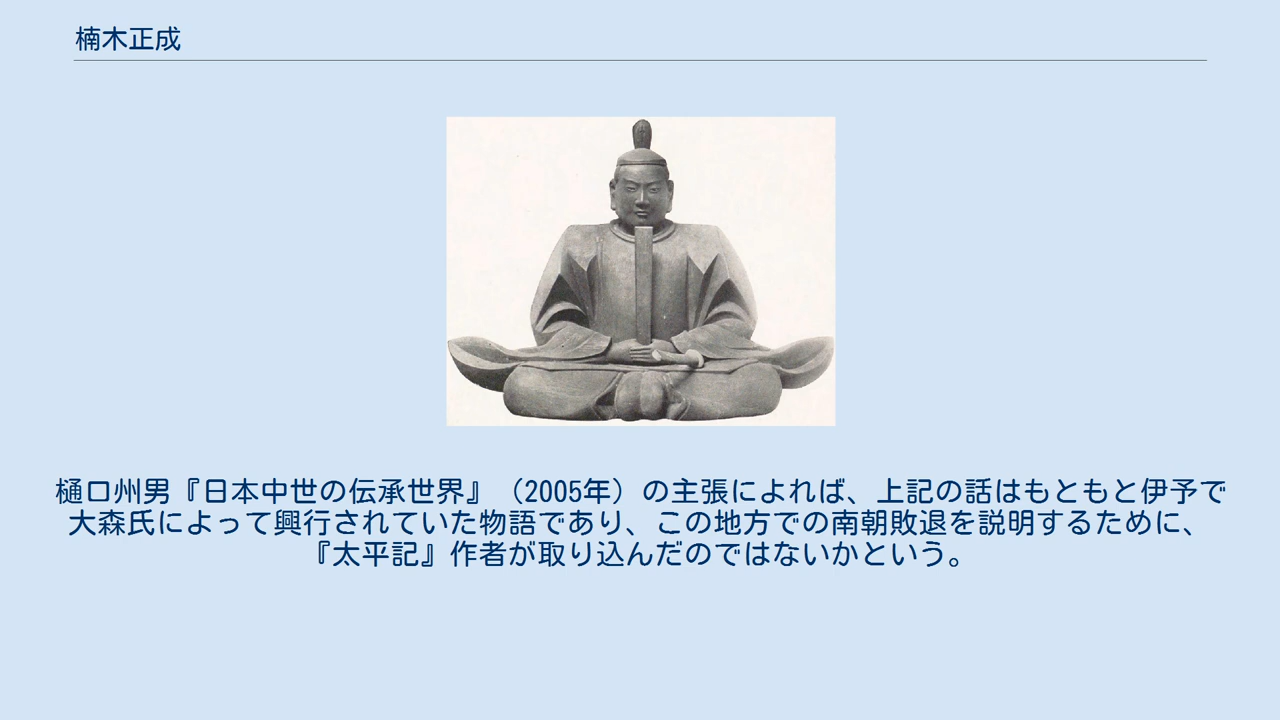 楠木正成
樋口州男『日本中世の伝承世界』（2005年）の主張によれば、上記の話はもともと伊予で
大森氏によって興行されていた物語であり、この地方での南朝敗退を説明するために、
『太平記』作者が取り込んだのではないかという。